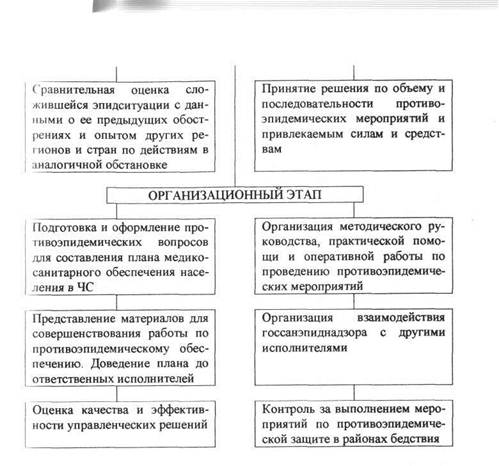 Сравнительная оценка сло-
жившейся эпидситуации с дан-
ными о ее предыдущих обост-
рениях и опытом других ре-
гионов и стран по действиям в
аналогичной обстановке
Принятие решения по объему и
последовательности противо-
эпидемических мероприятий и
привлекаемым силам и средст-
вам
ОРГАНИЗАЦИОННЫЙ ЭТАП
Подготовка и оформление про-
тивоэпидемических вопросов
для составления плана медико-
санитарного обеспечения насе-
ления в ЧС
Организация методического ру-
ководства, практической помо-
щи и оперативной работы по
проведению противоэпидемичес-
ких мероприятий
Представление материалов для
совершенствования работы по
противоэпидемическому обес-
печению. Доведение плана до
ответственных исполнителей
Организация взаимодействия
госсанэпиднадзора с другими
исполнителями
Оценка качества и эффектив-
ности управленческих решений
Контроль за выполнением меро-
приятий по противоэпидемиче-
ской защите в районах бедствия